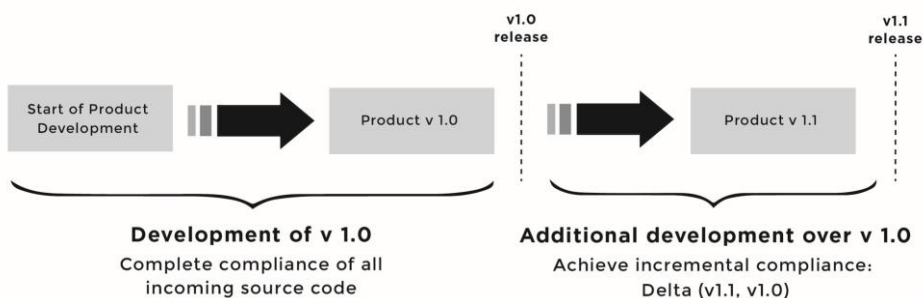 v1.0
release
v1.1
release
Start of Product
Development
Product v 1.0
Product v 1.1
Development of v 1.0
Complete compliance of all
incoming source code
Additional development over v 1.0
Achieve incremental compliance:
Delta (v1.1, v1.0)